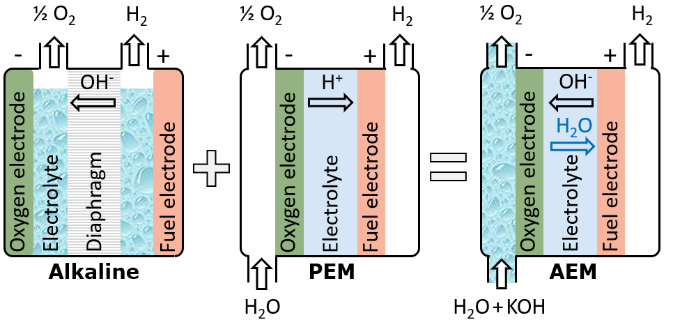 ½ O₂
H₂
-
+
OH⁻
Oxygen electrode
Electrolyte
Diaphragm
Fuel electrode
Alkaline
+
½ O₂
H₂
-
+
H⁺
Oxygen electrode
Electrolyte
Fuel electrode
H₂O
PEM
=
½ O₂
H₂
-
+
OH⁻
H₂O
Oxygen electrode
Electrolyte
Fuel electrode
H₂O+KOH
AEM